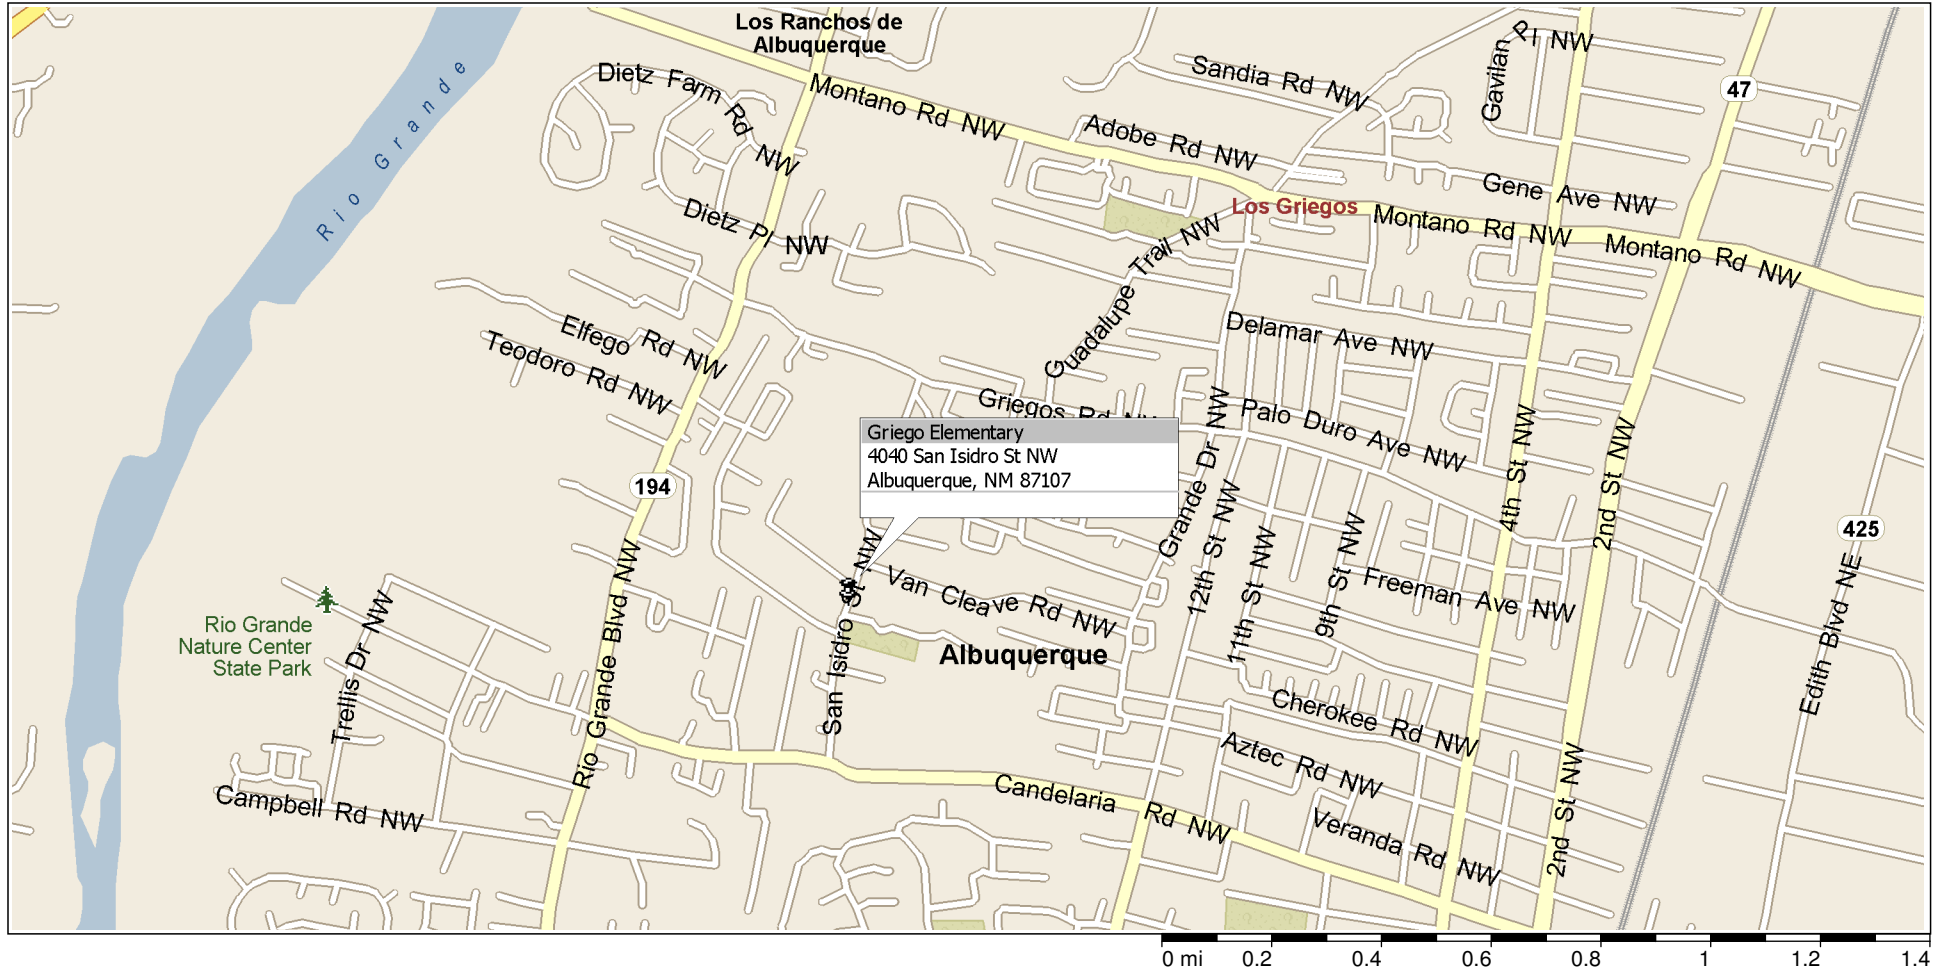 Los Ranchos de
Albuquerque
Pl NW
Gavilan
Sandia Rd NW
47
Dietz Farm Rd NW
Montano Rd NW
Rio Grande
Adobe Rd NW
Gene Ave NW
Los Griegos
Montano Rd NW
Montano Rd NW
Dietz Pl NW
Guadalupe Trail NW
Elfego Rd NW
Teodoro Rd NW
Delamar Ave NW
Griegos Rd
Palo Duro Ave NW
Griego Elementary
4040 San Isidro St NW
Albuquerque, NM 87107
Grande Dr NW
4th St NW
2nd St NW
194
12th St NW
11th St NW
9th St NW
425
San Isidro St NW
Van Cleave Rd NW
Freeman Ave NW
Edith Blvd NE
Rio Grande
Nature Center
State Park
Trellis Dr NW
Rio Grande Blvd NW
Albuquerque
Cherokee Rd NW
Aztec Rd NW
Campbell Rd NW
Candelaria Rd NW
Veranda Rd NW
2nd St NW
0 mi 0.2 0.4 0.6 0.8 1 1.2 1.4